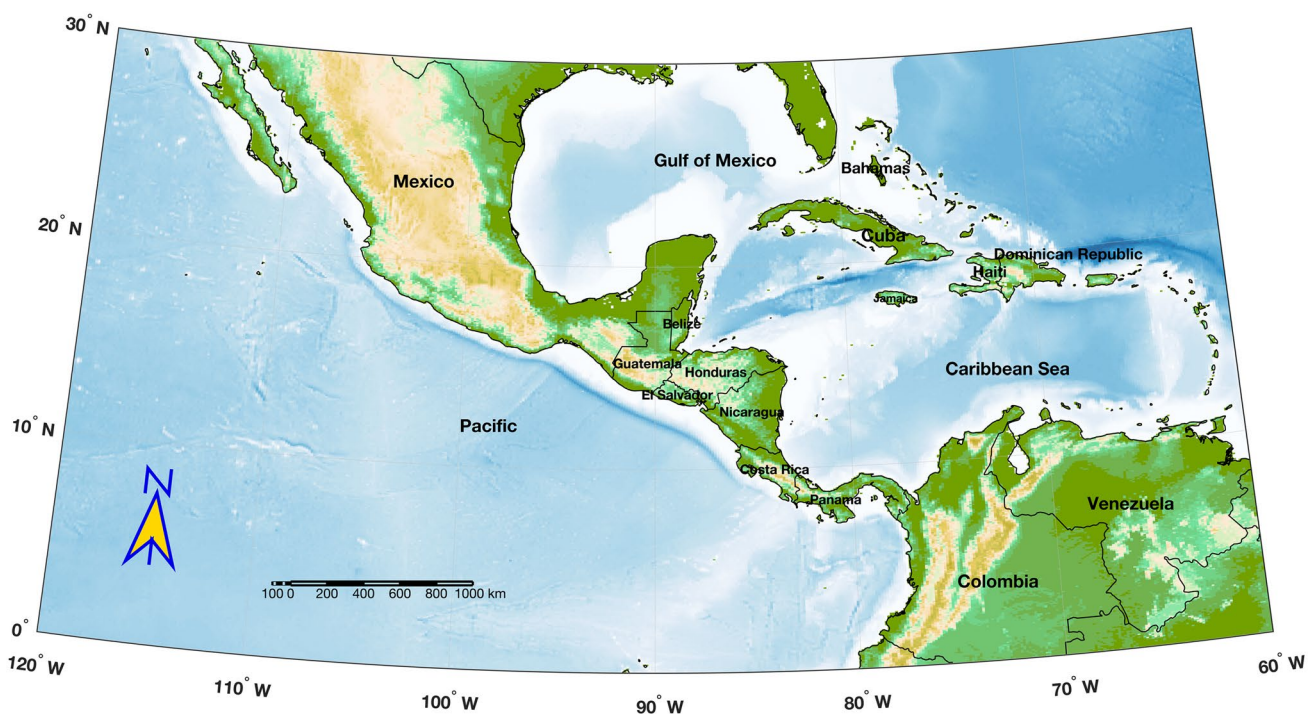 30° N
N
Gulf of Mexico
Bahamas
Mexico
20° N
Cuba
Dominican Republic
Haiti
Jamaica
Belize
Guatemala
Honduras
Caribbean Sea
El Salvador
Nicaragua
10° N
Pacific
Costa Rica
Panama
Venezuela
Colombia
100 0 200 400 600 800 1000 km
0°
120° W
110° W
100° W
90° W
80° W
70° W
60° W